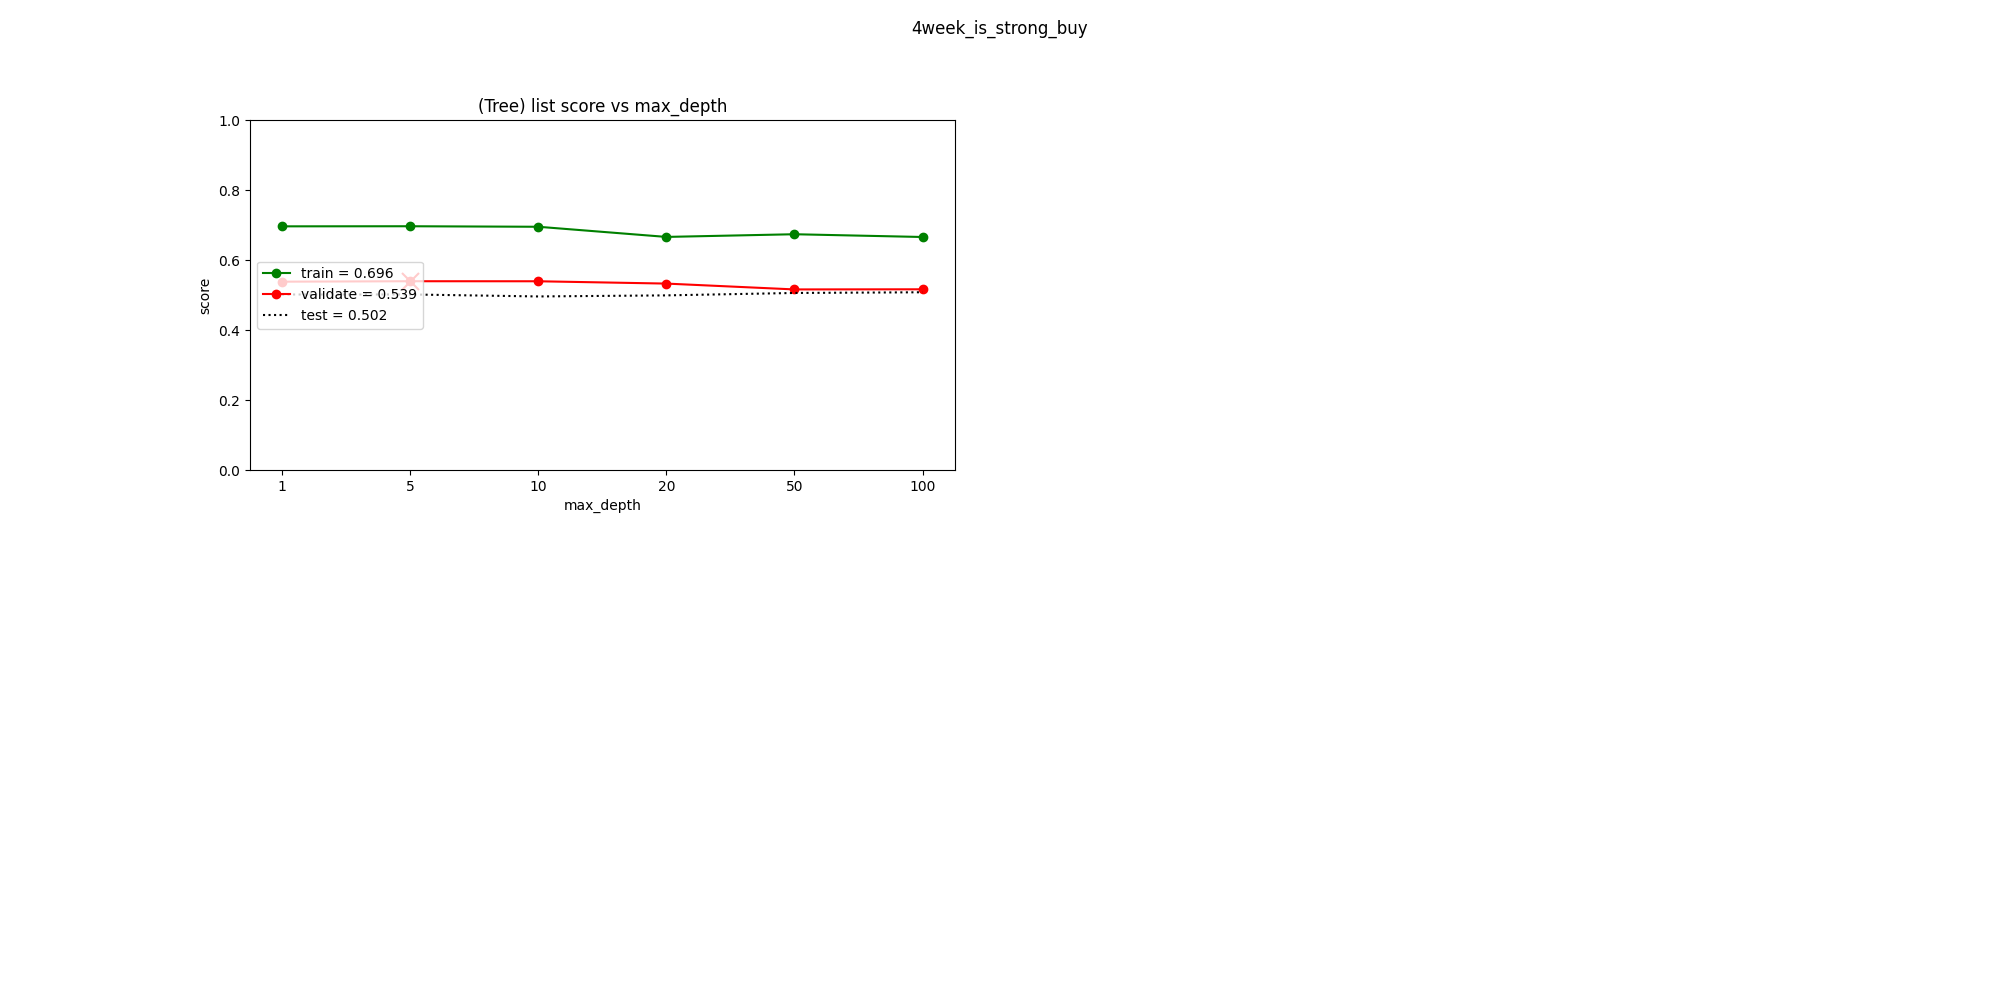 4week_is_strong_buy
(Tree) list score vs max_depth
1.0
0.8
0.6
0.4
0.2
0.0
score
train = 0.696
validate = 0.539
test = 0.502
1 5 10 20 50 100
max_depth